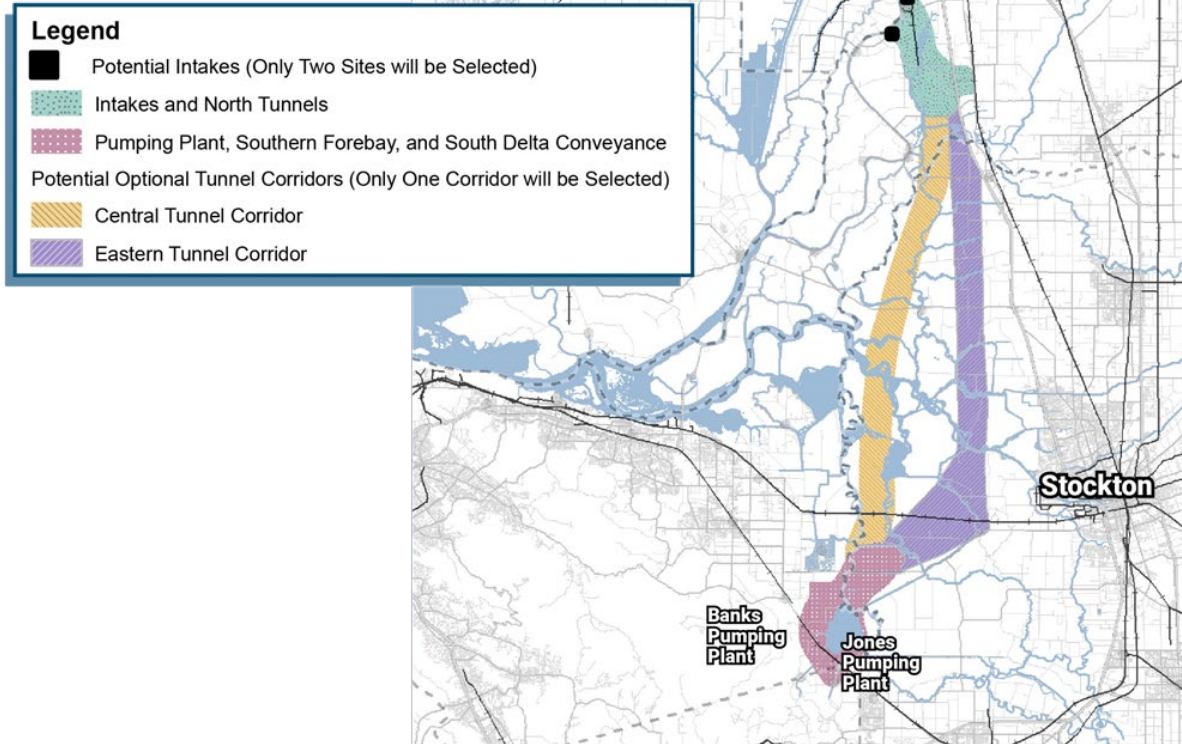 Legend
Potential Intakes (Only Two Sites will be Selected)
Intakes and North Tunnels
Pumping Plant, Southern Forebay, and South Delta Conveyance
Potential Optional Tunnel Corridors (Only One Corridor will be Selected)
Central Tunnel Corridor
Eastern Tunnel Corridor
Stockton
Banks
Pumping
Plant
Jones
Pumping
Plant